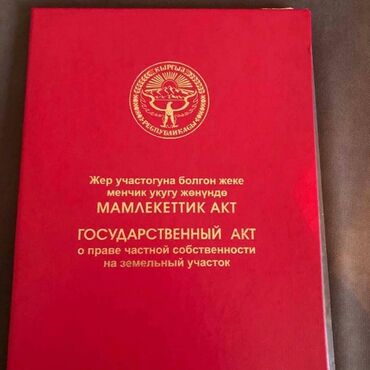 КЫРГЫЗ
РЕСПУБЛИКАСЫ
Жер участогуна болгон жеке
менчик укугу жөнүндө
МАМЛЕКЕТТИК АКТ
ГОСУДАРСТВЕННЫЙ АКТ
о праве частной собственности
на земельный участок